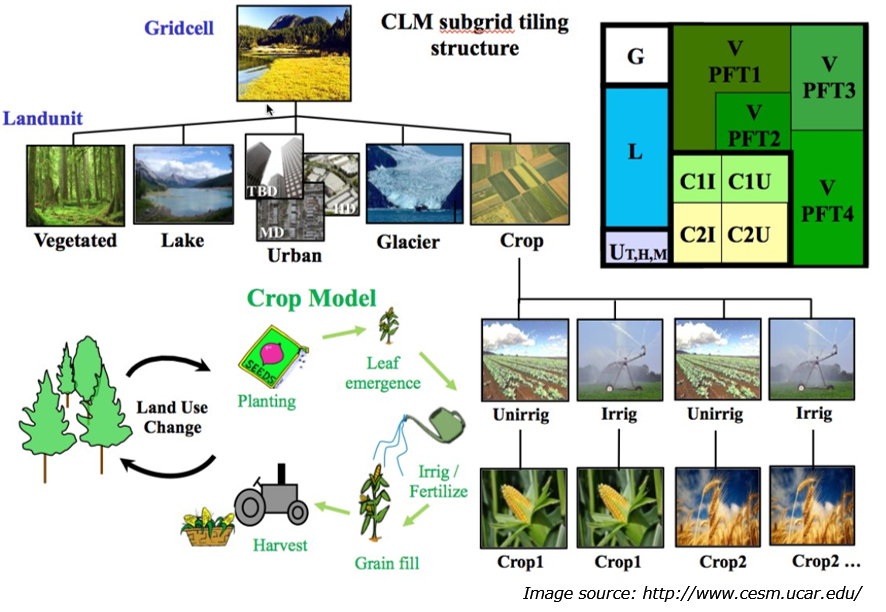 Gridcell
CLM subgrid tiling
structure
Landunit
TBD
HD
MD
Vegetated
Lake
Urban
Glacier
Crop
G
L
UT,H,M
V
PFT1
V
PFT2
V
PFT3
V
PFT4
C1I
C1U
C2I
C2U
Crop Model
Land Use
Change
SEEDS
Planting
Leaf
emergence
Irrig /
Fertilize
Grain fill
Harvest
Unirrig
Irrig
Unirrig
Irrig
Crop1
Crop1
Crop2
Crop2 ...
Image source: http://www.cesm.ucar.edu/